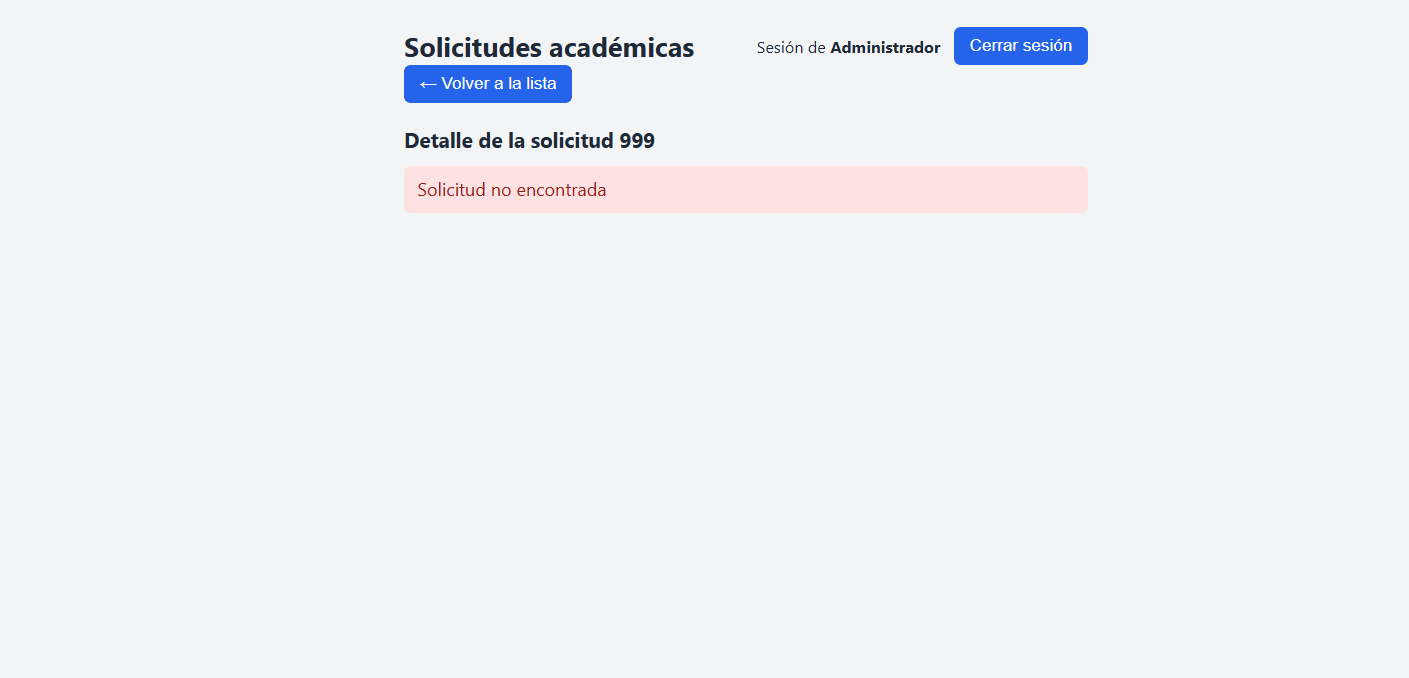 Solicitudes académicas
Sesión de Administrador
Cerrar sesión
← Volver a la lista
Detalle de la solicitud 999
Solicitud no encontrada